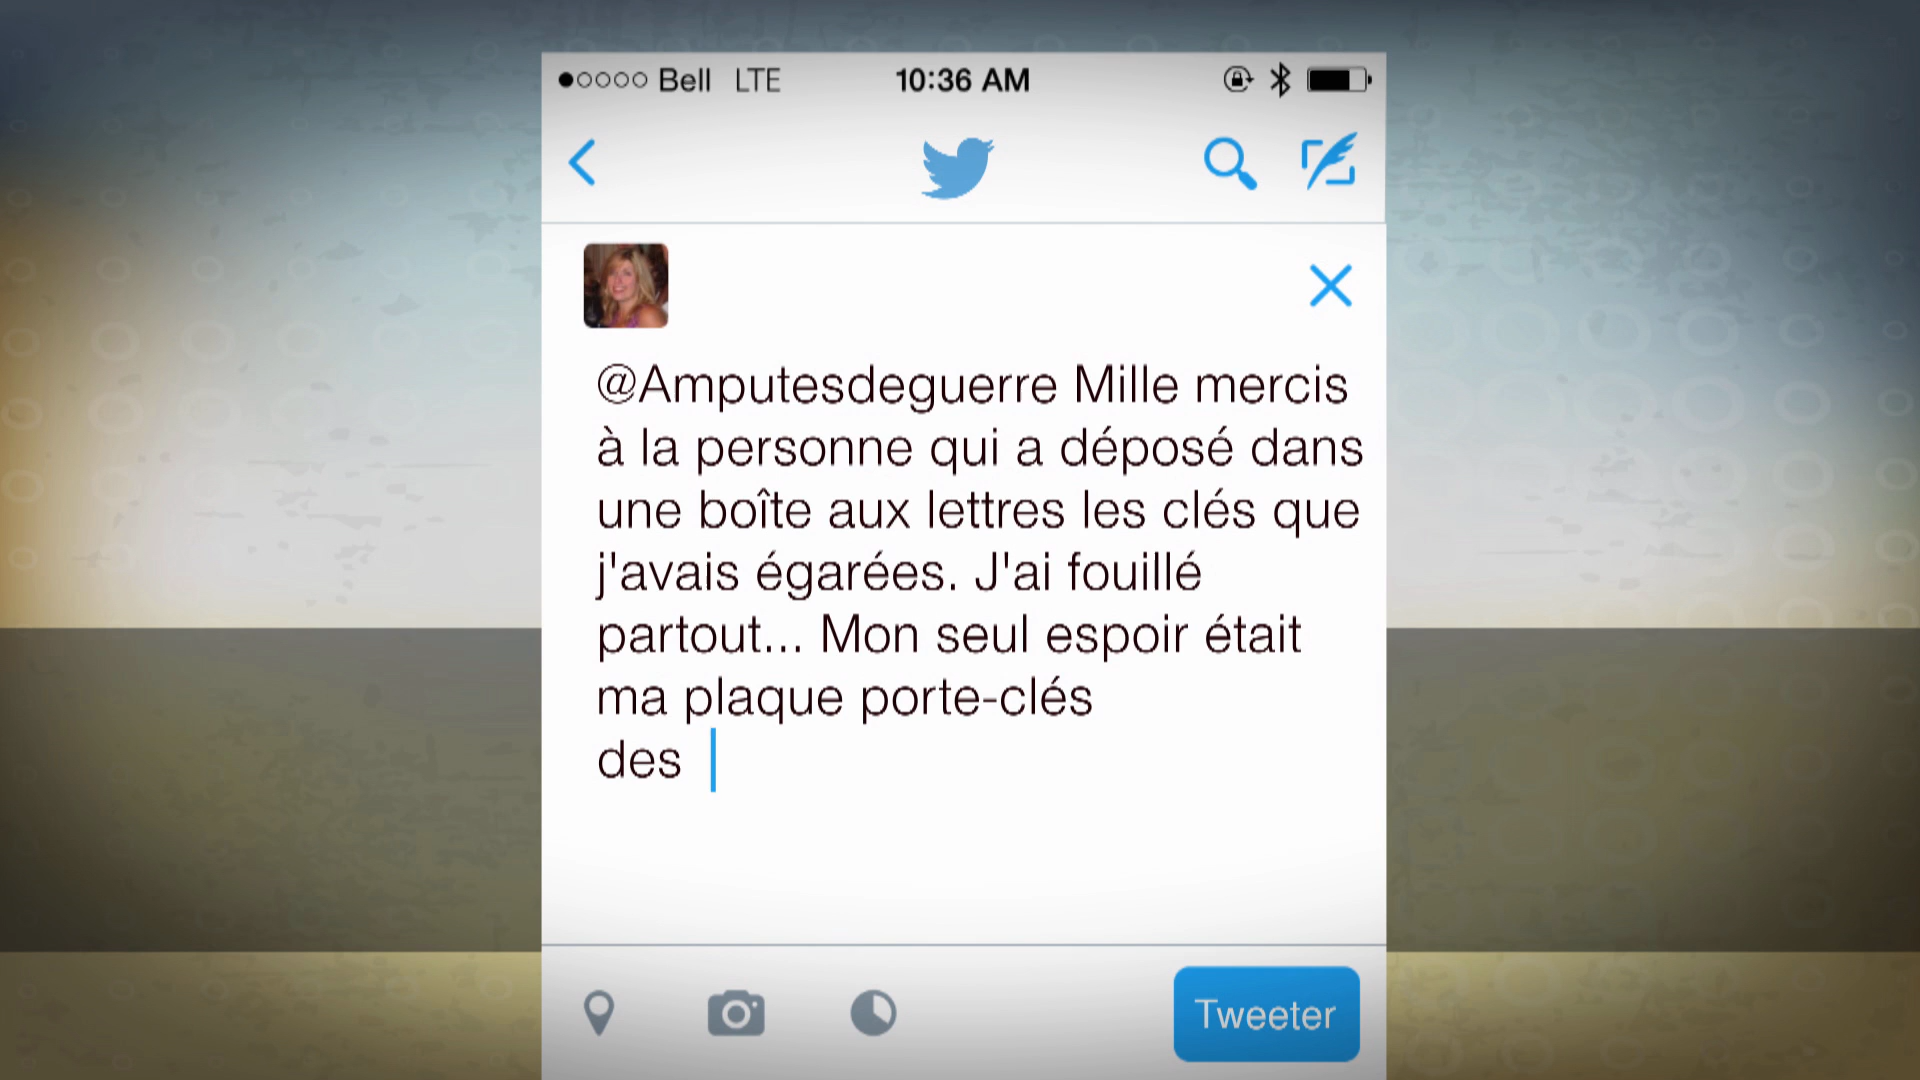 Bell LTE 10:36 AM
@Amputesdeguerre Mille mercis
à la personne qui a déposé dans
une boîte aux lettres les clés que
j'avais égarées. J'ai fouillé
partout... Mon seul espoir était
ma plaque porte-clés
des
Tweeter